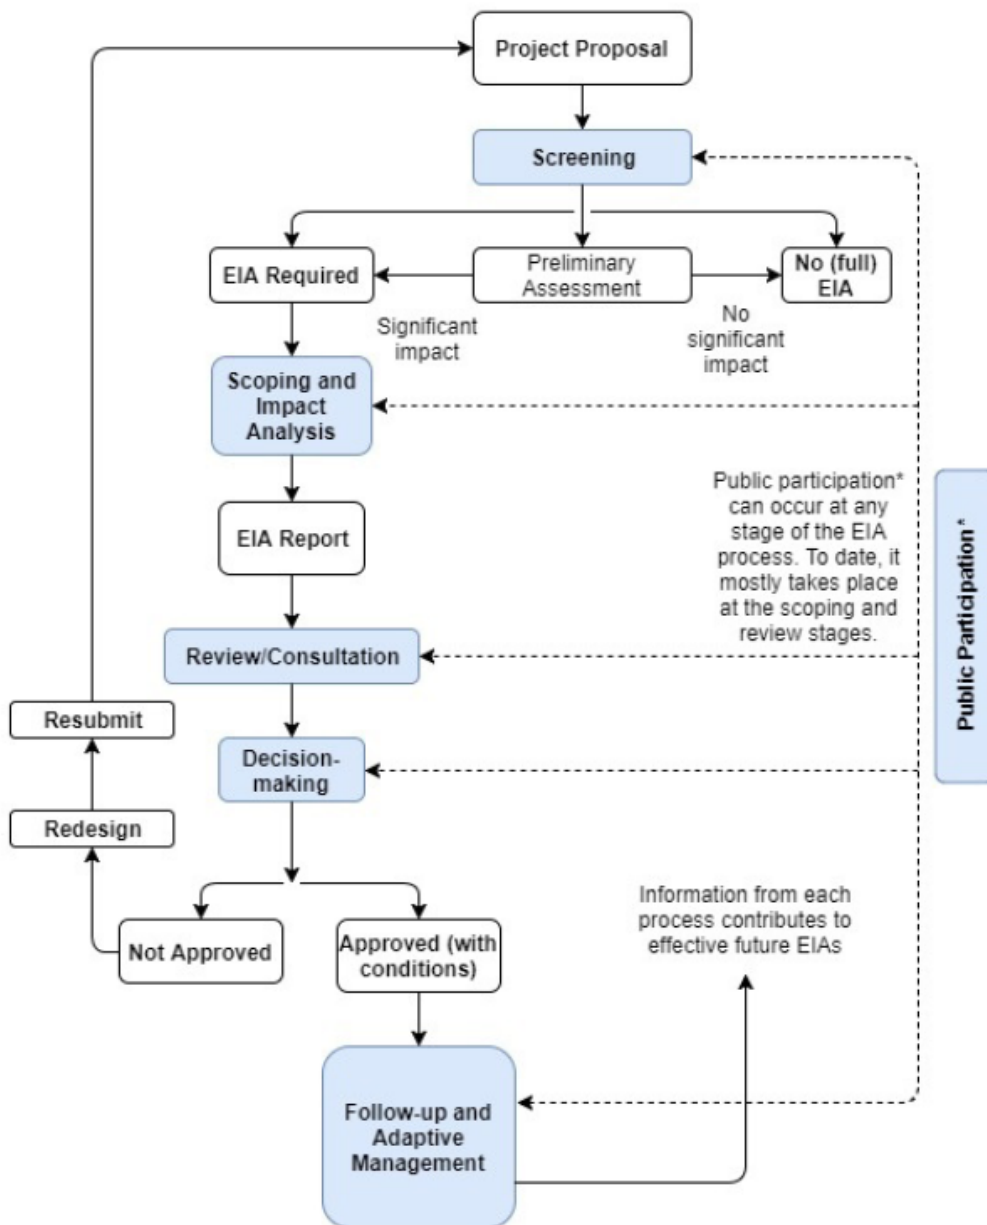 Project Proposal
Screening
EIA Required
Preliminary
Assessment
No (full)
EIA
Significant
impact
No
significant
impact
Scoping and
Impact
Analysis
EIA Report
Public participation*
can occur at any
stage of the EIA
process. To date, it
mostly takes place
at the scoping and
review stages.
Public Participation*
Review/Consultation
Resubmit
Decision-
making
Redesign
Not Approved
Approved (with
conditions)
Information from each
process contributes to
effective future EIAs
Follow-up and
Adaptive
Management